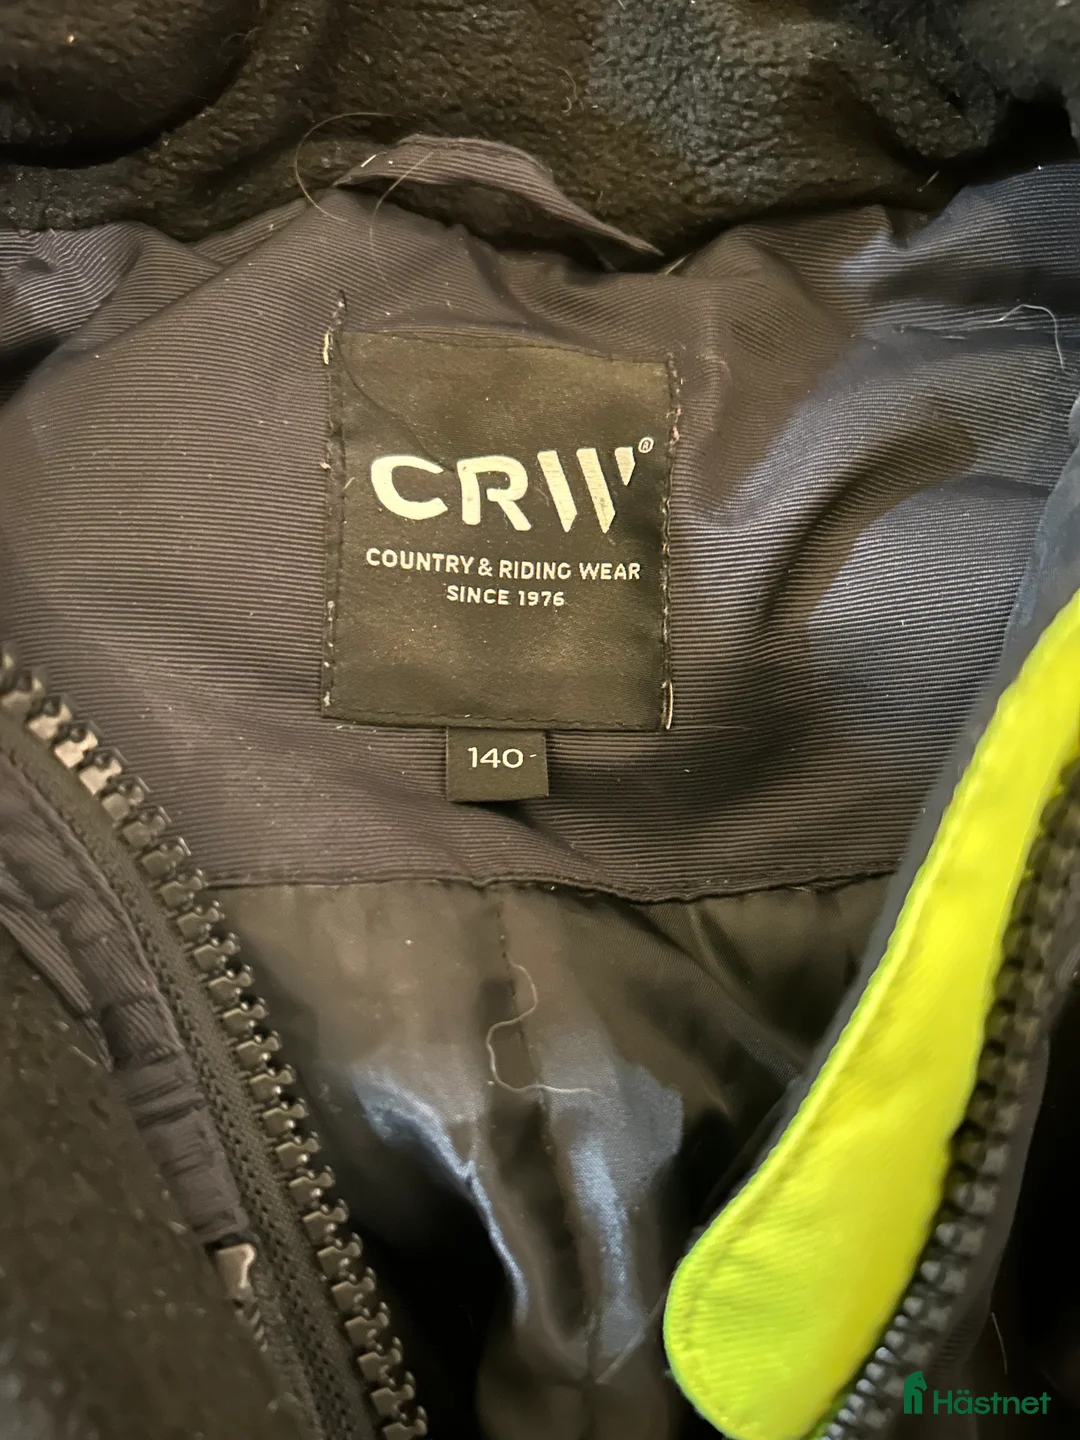 CRW®
COUNTRY & RIDING WEAR
SINCE 1976
140
Hästnet